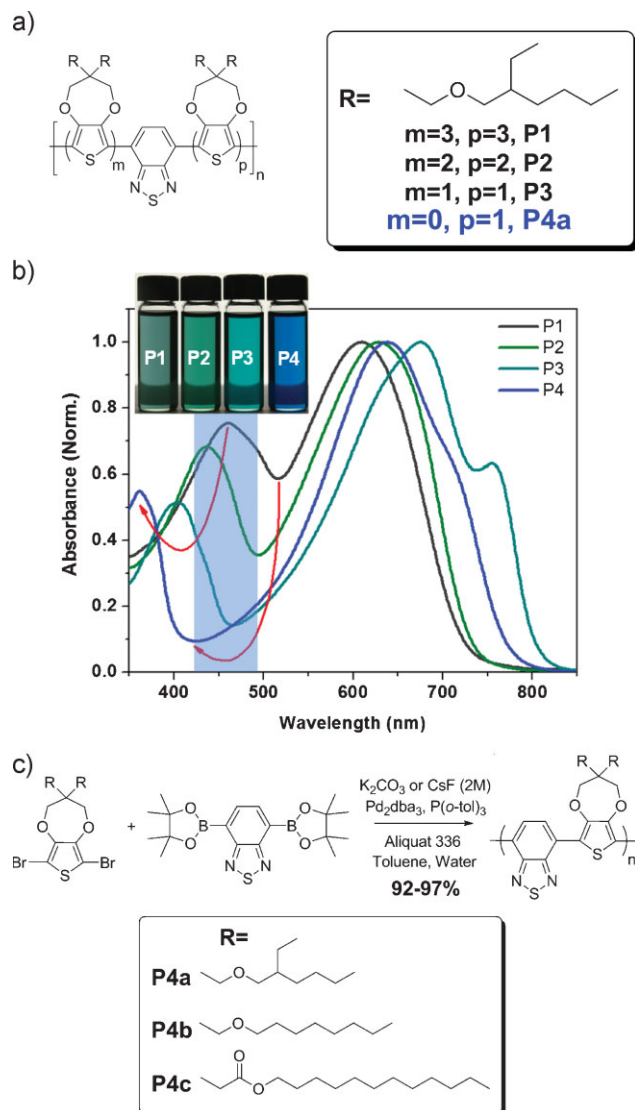 a)
R R R R
O O O O
S m N N S p n
S
R= O
m=3, p=3, P1
m=2, p=2, P2
m=1, p=1, P3
m=0, p=1, P4a
b)
P1 P2 P3 P4
P1
P2
P3
P4
Absorbance (Norm.)
1.0
0.8
0.6
0.4
0.2
0.0
400 500 600 700 800
Wavelength (nm)
c)
R R
O O
Br S Br
+
O O
B B
O O
N N
S
K2CO3 or CsF (2M)
Pd2dba3, P(o-tol)3
Aliquat 336
Toluene, Water
92-97%
R R
O O
N N S n
S
R=
P4a O
P4b O
P4c O
O